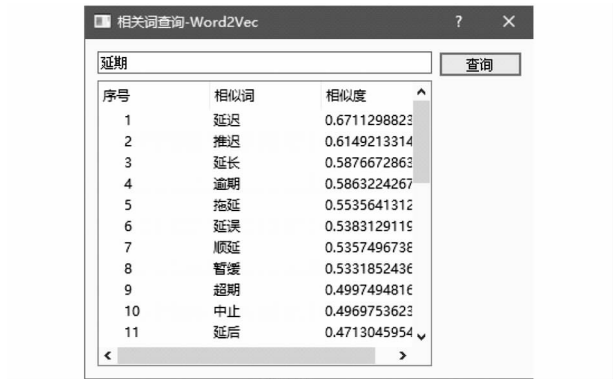 相关词查询-Word2Vec ? ×
延期 查询
序号 相似词 相似度
1 延迟 0.6711298823
2 推迟 0.6149213314
3 延长 0.5876672863
4 逾期 0.5863224267
5 拖延 0.5535641312
6 延误 0.5383129119
7 顺延 0.5357496738
8 暂缓 0.5331852436
9 超期 0.4997494816
10 中止 0.4969753623
11 延后 0.4713045954